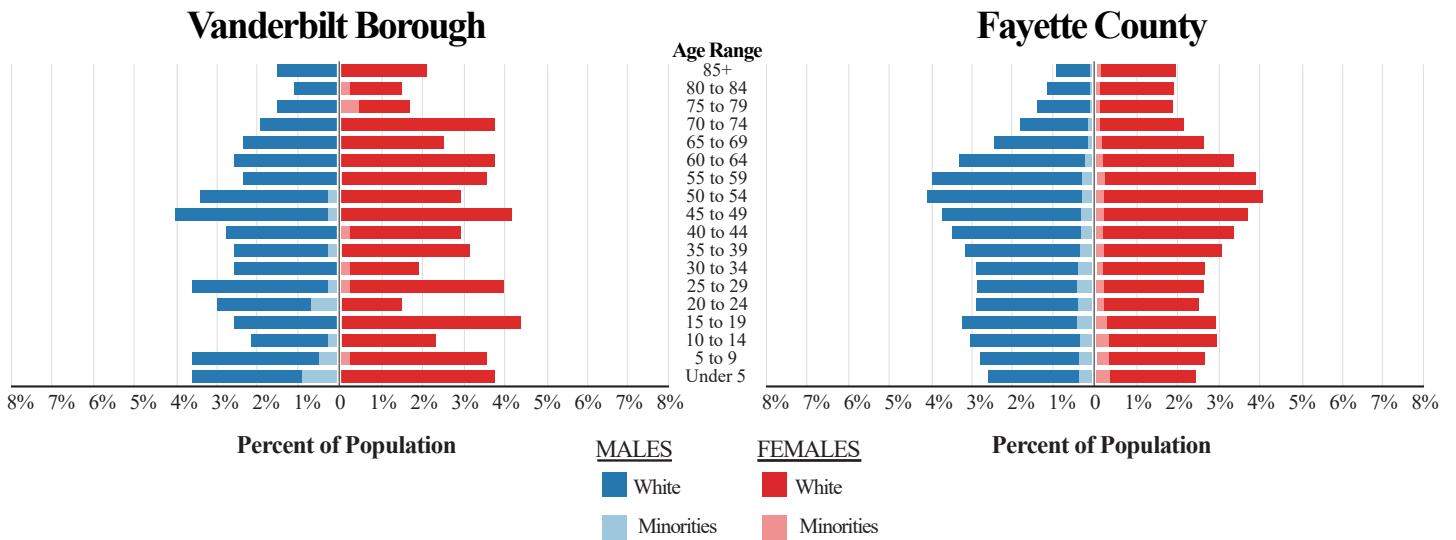 Vanderbilt Borough
Fayette County
Age Range
85+
80 to 84
75 to 79
70 to 74
65 to 69
60 to 64
55 to 59
50 to 54
45 to 49
40 to 44
35 to 39
30 to 34
25 to 29
20 to 24
15 to 19
10 to 14
5 to 9
Under 5
8% 7% 6% 5% 4% 3% 2% 1% 0 1% 2% 3% 4% 5% 6% 7% 8%
8% 7% 6% 5% 4% 3% 2% 1% 0 1% 2% 3% 4% 5% 6% 7% 8%
Percent of Population
Percent of Population
MALES
White
Minorities
FEMALES
White
Minorities